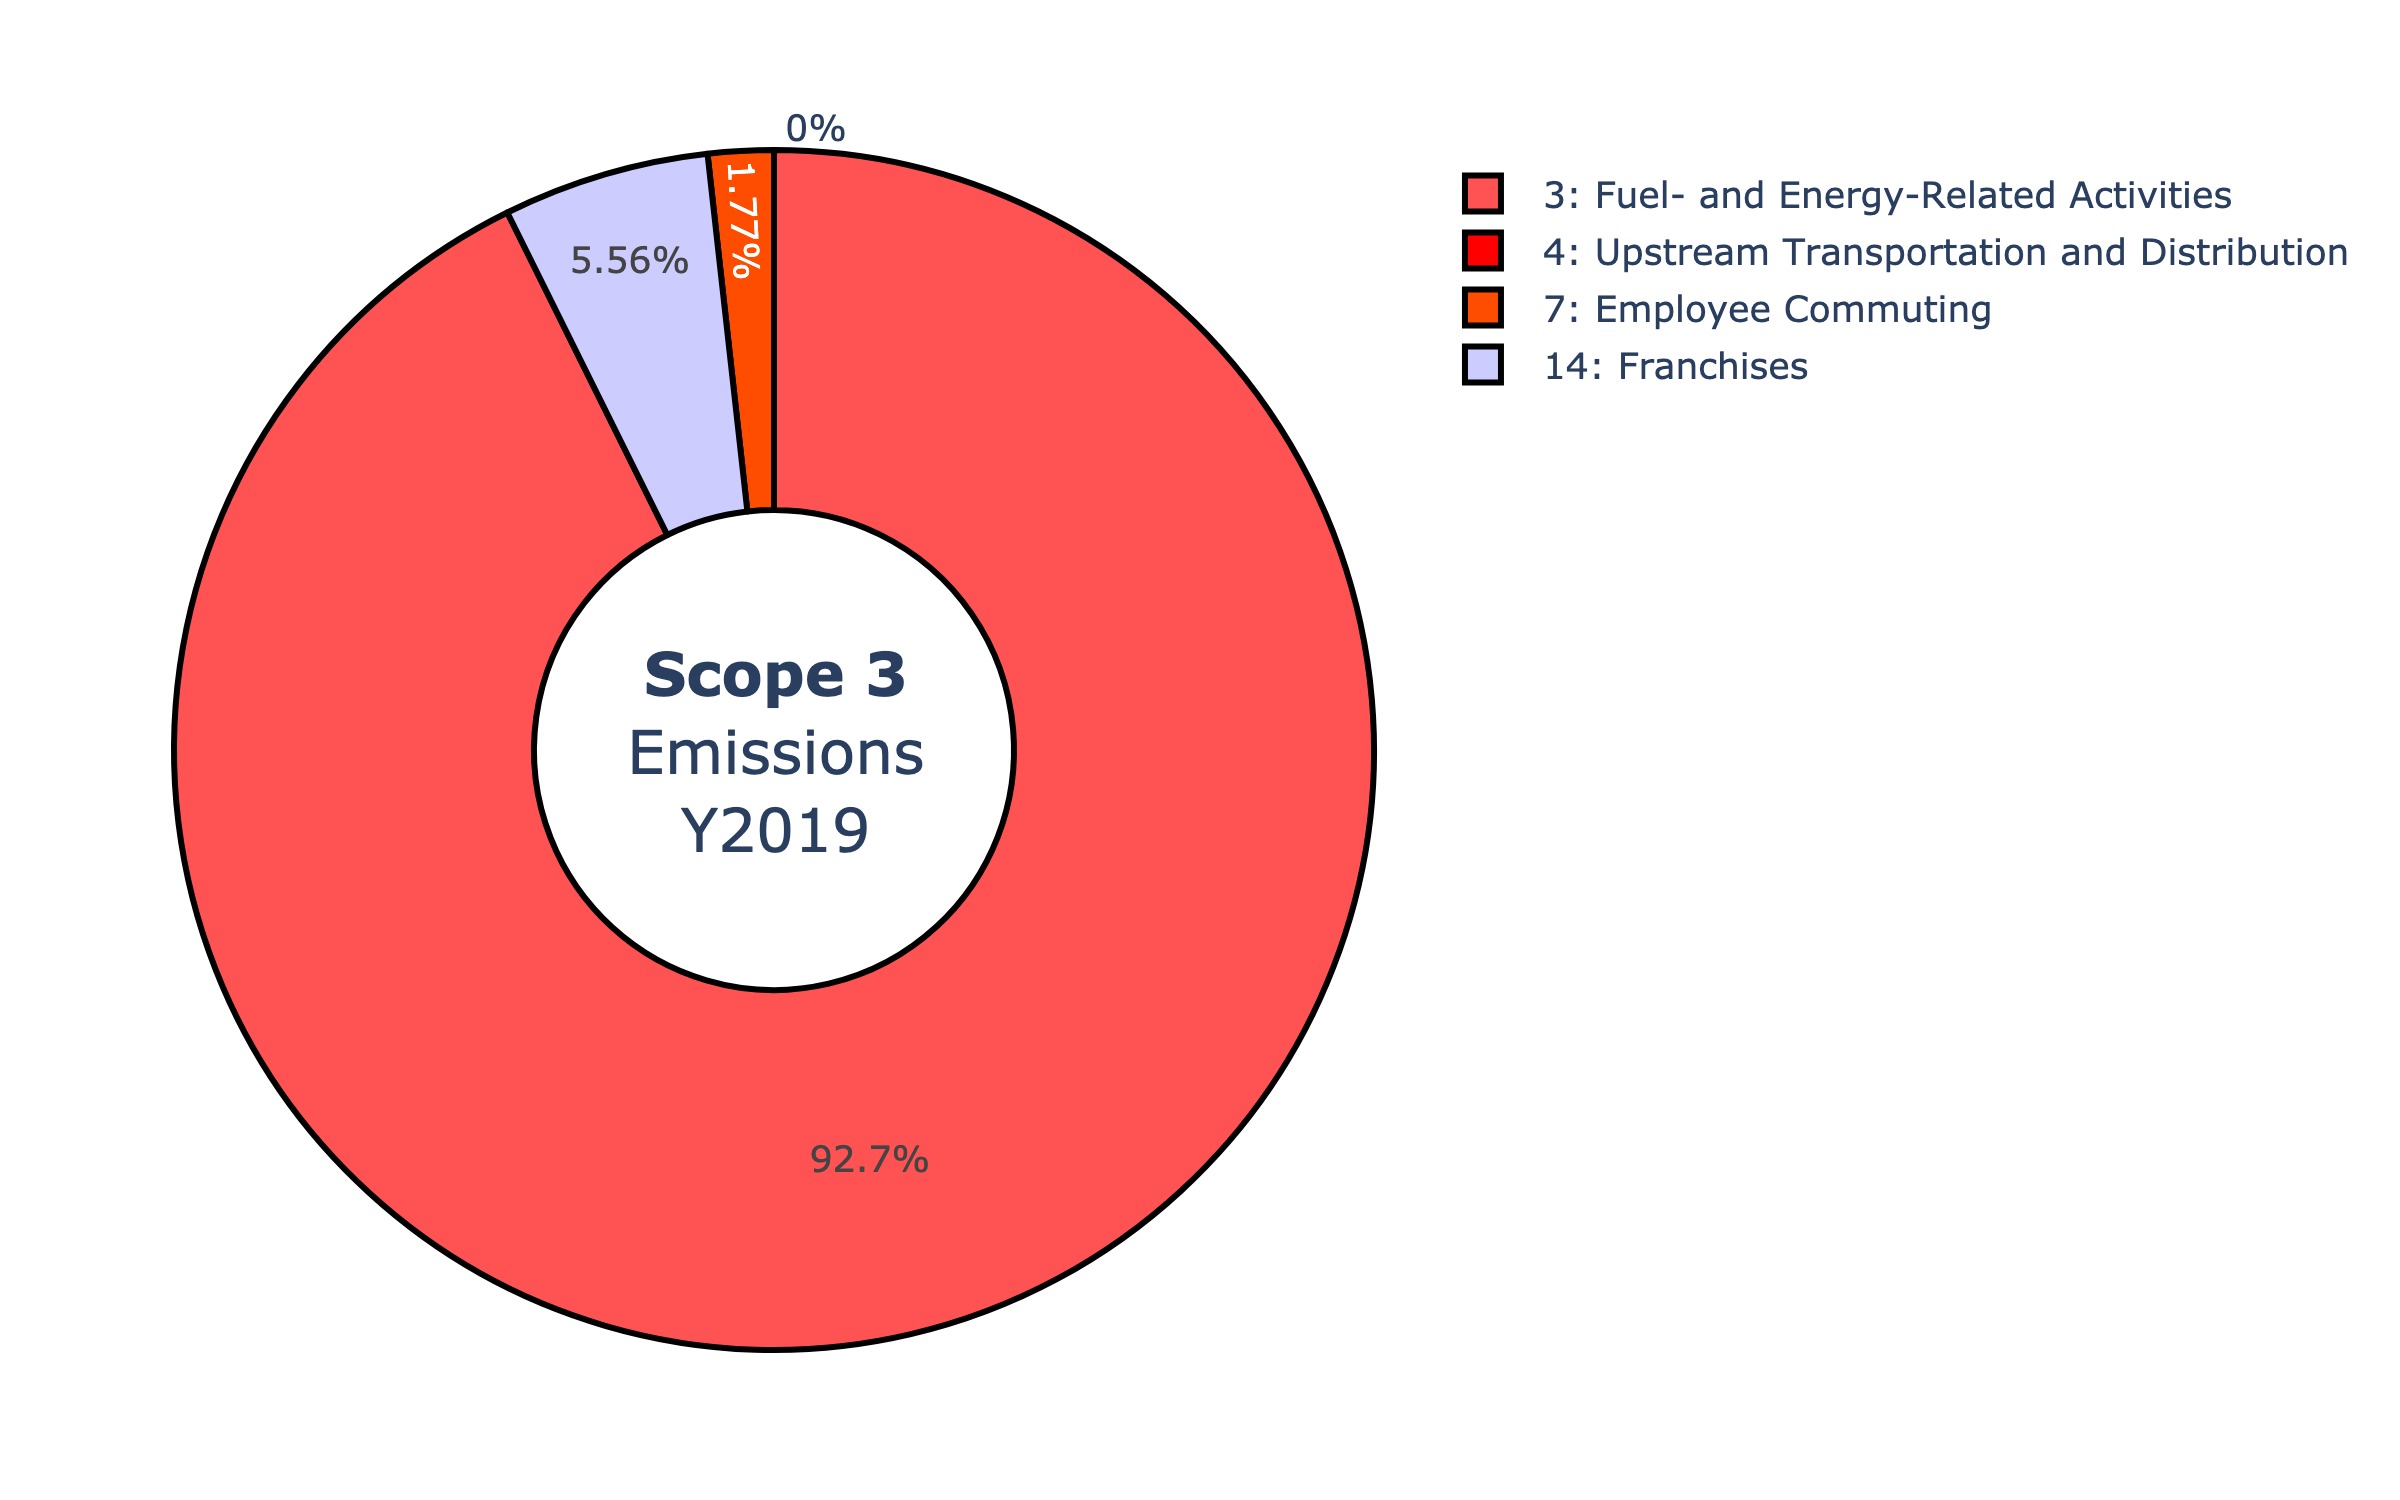 0%
1.77%
5.56%
92.7%
Scope 3
Emissions
Y2019
3: Fuel- and Energy-Related Activities
4: Upstream Transportation and Distribution
7: Employee Commuting
14: Franchises